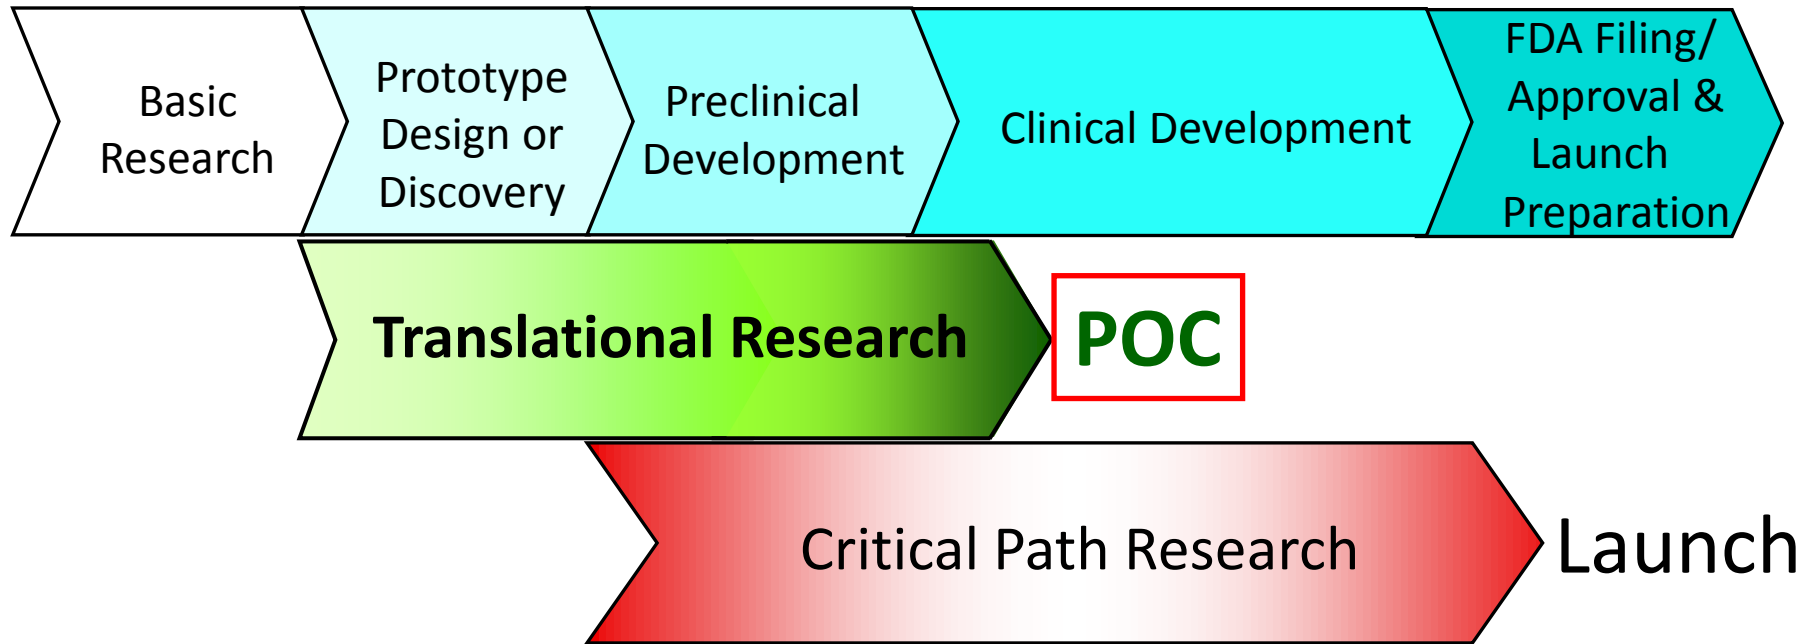 Basic
Research
Prototype
Design or
Discovery
Preclinical
Development
Clinical Development
FDA Filing/
Approval &
Launch
Preparation
Translational Research
POC
Critical Path Research
Launch